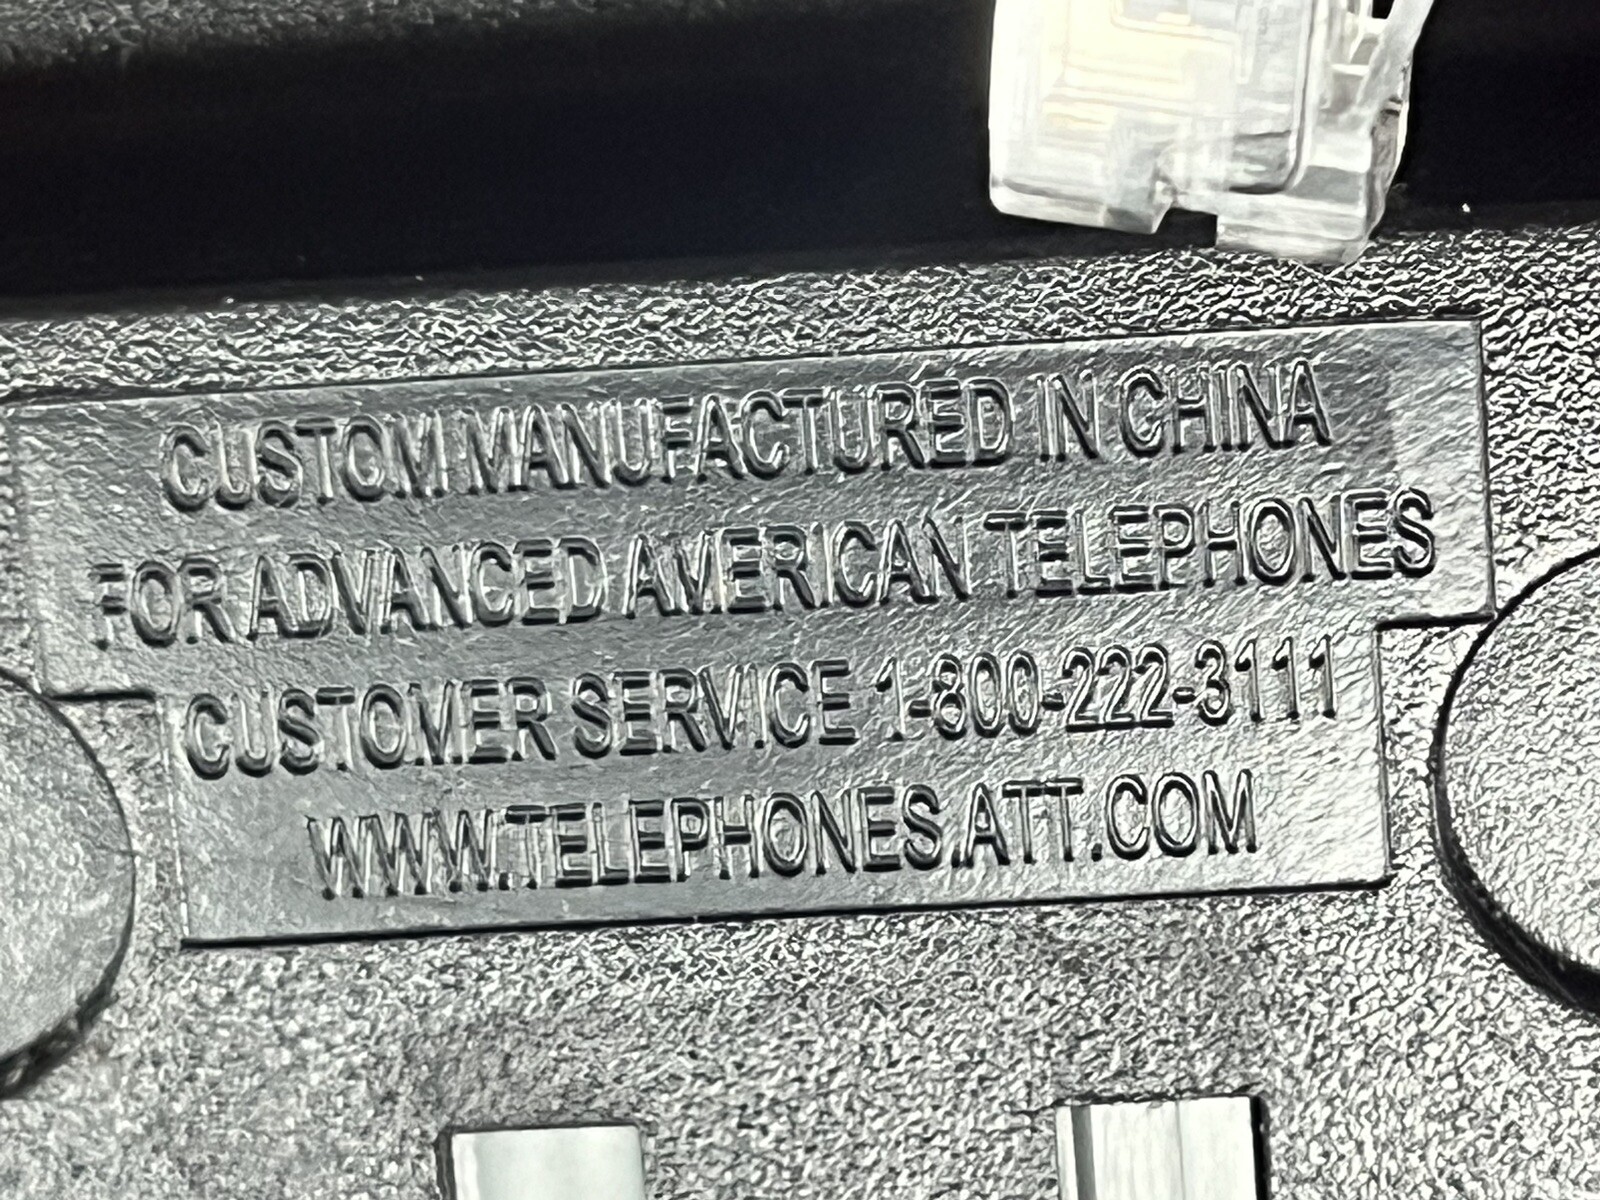 CUSTOM MANUFACTURED IN CHINA
FOR ADVANCED AMERICAN TELEPHONES
CUSTOMER SERVICE 1-800-222-3111
WWW.TELEPHONES.ATT.COM